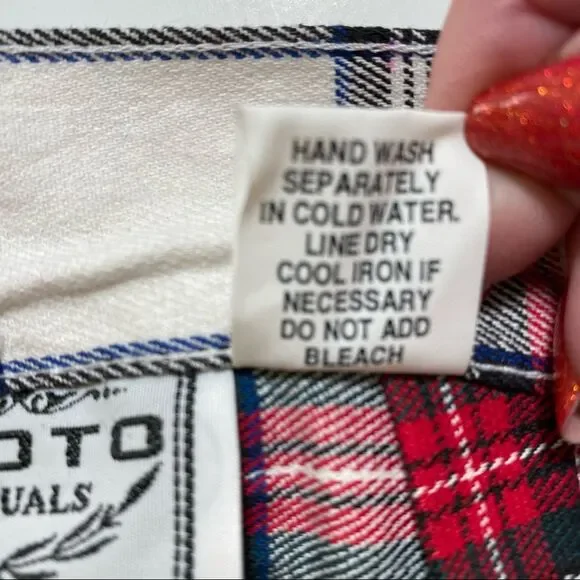 HAND WASH
SEPARATELY
IN COLD WATER.
LINE DRY
COOL IRON IF
NECESSARY
DO NOT ADD
BLEACH
OTO
UALS